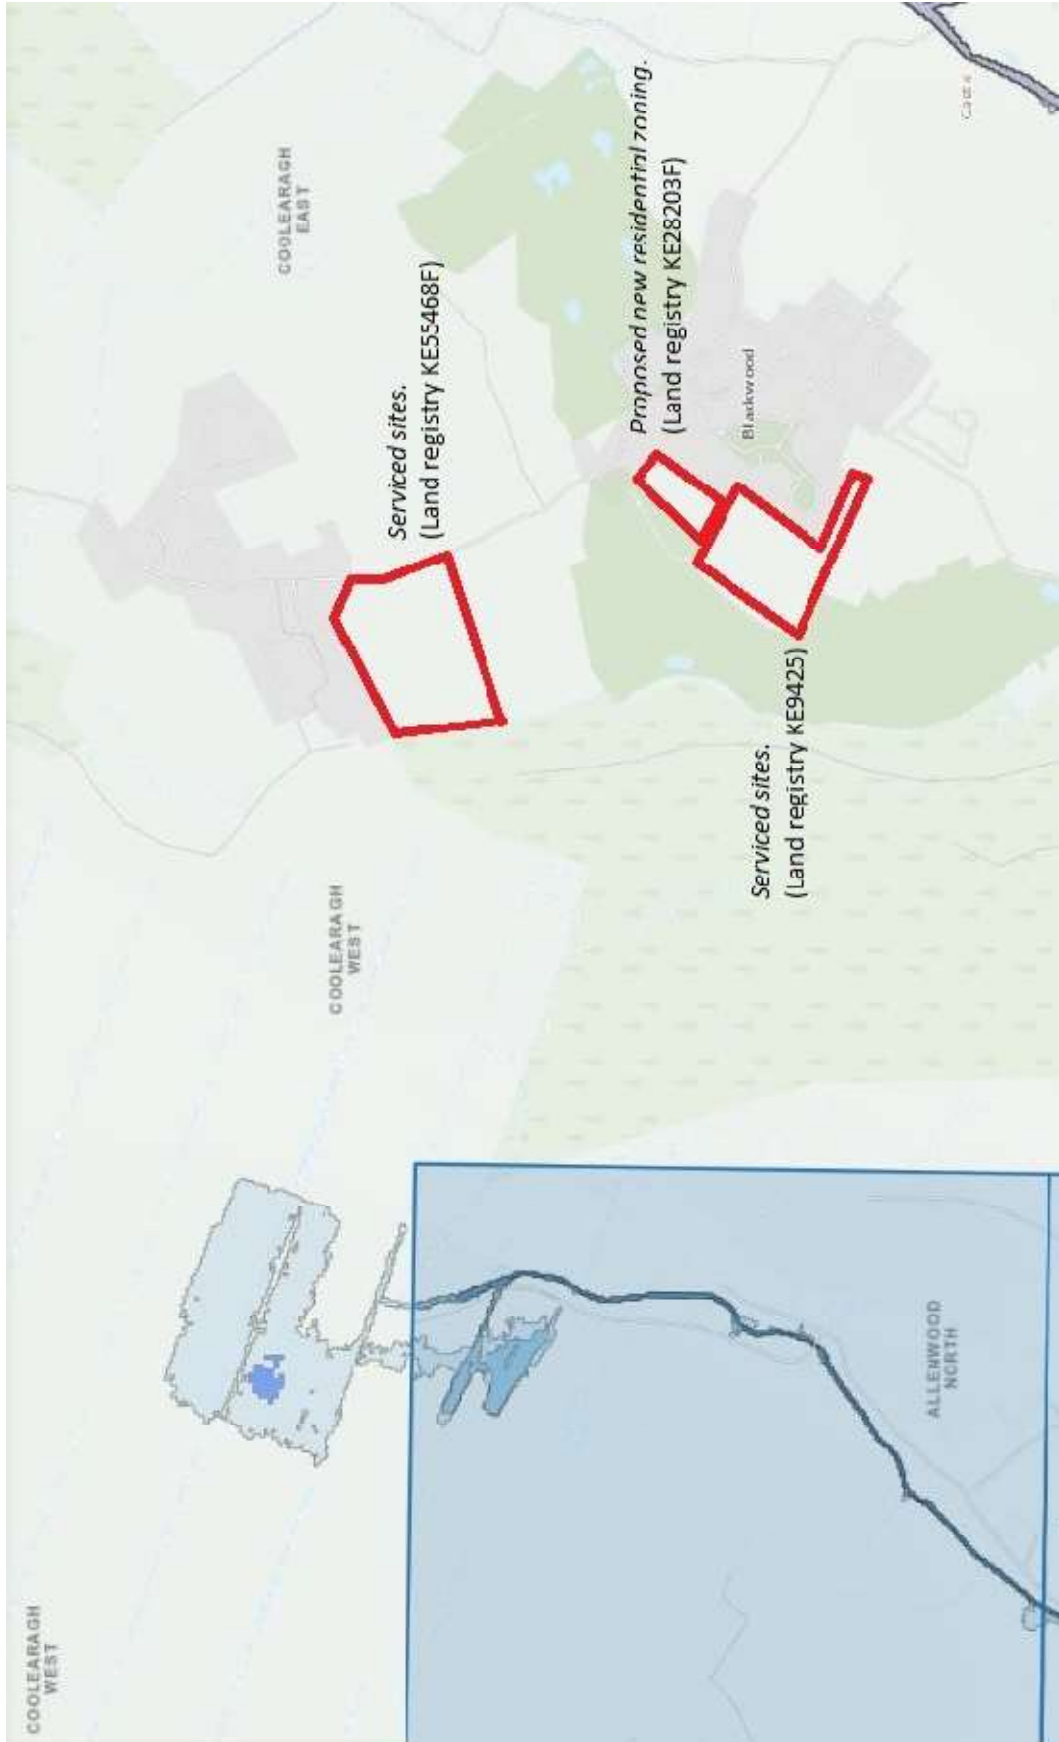 COOLEARAGH
WEST
COOLEARAGH
WEST
COOLEARAGH
EAST
Serviced sites.
(Land registry KE55468F)
Proposed new residential zoning.
(Land registry KE28203F)
Blackwood
Serviced sites.
(Land registry KE9425)
ALLENWOOD
NORTH